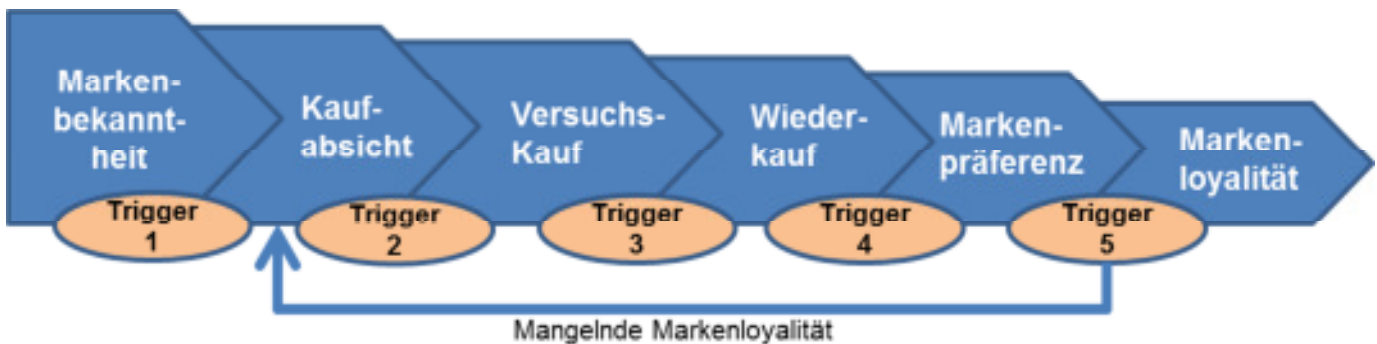 Marken-
bekannt-
heit
Kauf-
absicht
Versuchs-
Kauf
Wieder-
kauf
Marken-
präferenz
Marken-
loyalität
Trigger
1
Trigger
2
Trigger
3
Trigger
4
Trigger
5
Mangelnde Markenloyalität